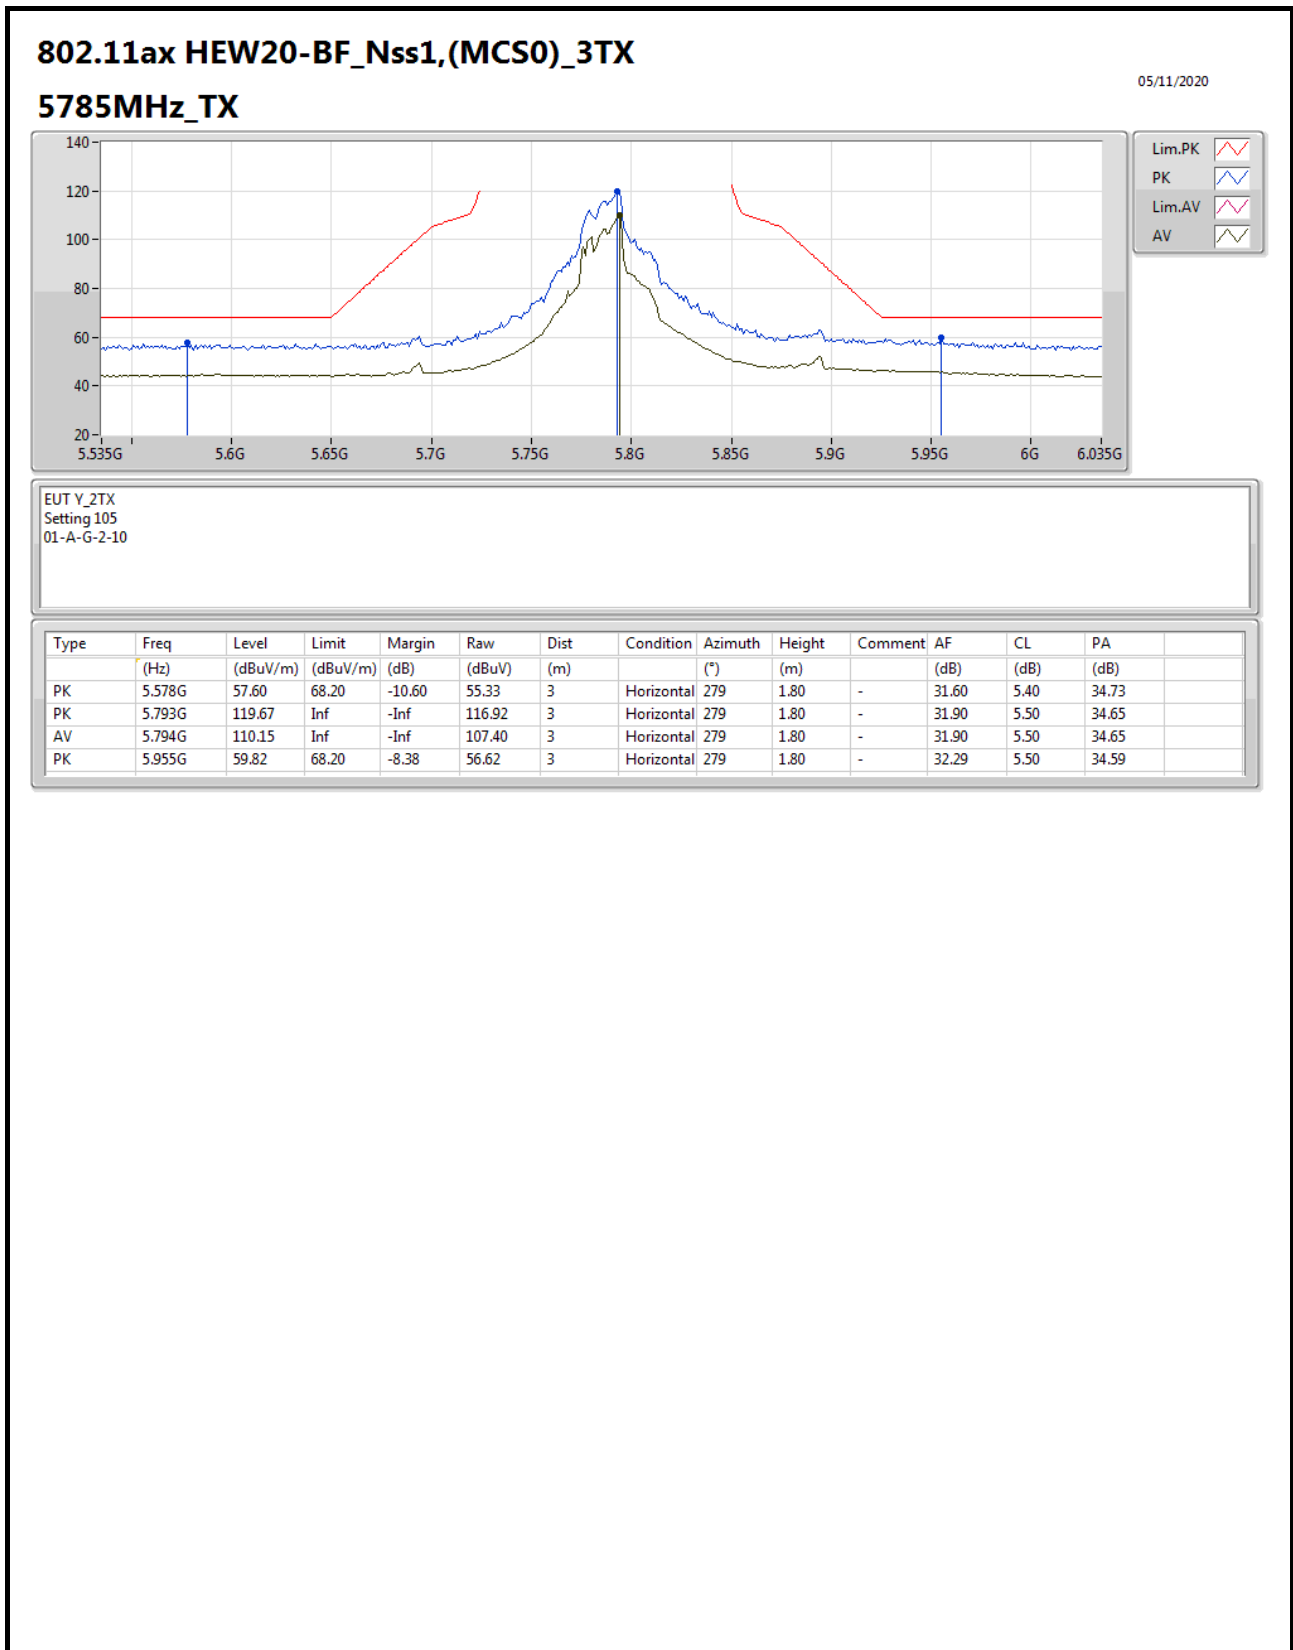 802.11ax HEW20-BF_Nss1,(MCS0)_3TX
05/11/2020
5785MHz_TX
140
120
100
80
60
40
20
5.535G 5.6G 5.65G 5.7G 5.75G 5.8G 5.85G 5.9G 5.95G 6G 6.035G
Lim.PK
PK
Lim.AV
AV
EUT Y_2TX
Setting 105
01-A-G-2-10
Type Freq Level Limit Margin Raw Dist Condition Azimuth Height Comment AF CL PA
(Hz) (dBuV/m) (dBuV/m) (dB) (dBuV) (m) (°) (m) (dB) (dB) (dB)
PK 5.578G 57.60 68.20 -10.60 55.33 3 Horizontal 279 1.80 - 31.60 5.40 34.73
PK 5.793G 119.67 Inf -Inf 116.92 3 Horizontal 279 1.80 - 31.90 5.50 34.65
AV 5.794G 110.15 Inf -Inf 107.40 3 Horizontal 279 1.80 - 31.90 5.50 34.65
PK 5.955G 59.82 68.20 -8.38 56.62 3 Horizontal 279 1.80 - 32.29 5.50 34.59